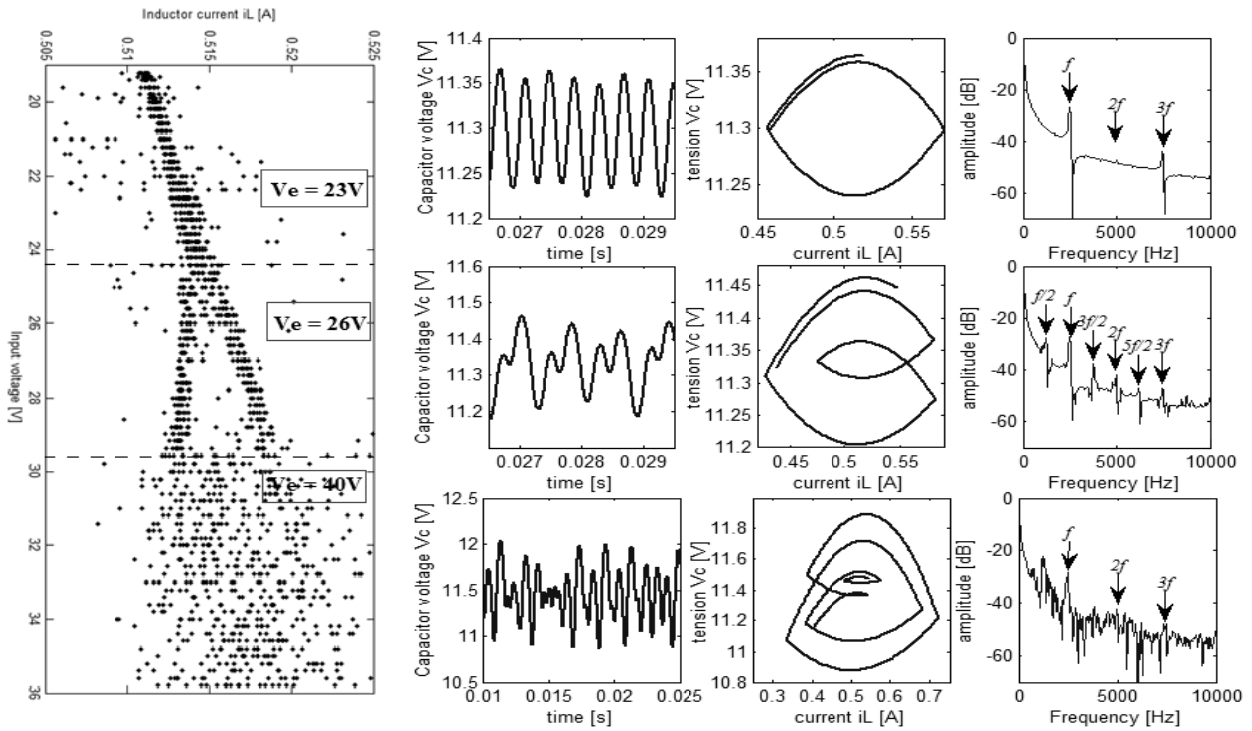 Inductor current iL [A]
0.505 0.51 0.515 0.52 0.525
Input voltage [V]
20
22
24
26
28
30
32
34
36
Ve = 23V
Ve = 26V
Ve = 40V
Capacitor voltage Vc [V]
11.4
11.3
11.2
0.027 0.028 0.029
time [s]
tension Vc [V]
11.35
11.3
11.24
0.45 0.5 0.55
current iL [A]
amplitude [dB]
0
-20
-40
-60
f 2f 3f
0 5000 10000
Frequency [Hz]
Capacitor voltage Vc [V]
11.6
11.5
11.4
11.3
11.2
0.027 0.028 0.029
time [s]
tension Vc [V]
11.45
11.4
11.35
11.3
11.25
11.2
0.45 0.5 0.55
current iL [A]
amplitude [dB]
0
-20
-40
-60
f/2 f 3f/2 2f 5f/2 3f
0 5000 10000
Frequency [Hz]
Capacitor voltage Vc [V]
12.5
12
11.5
11
10.5
0.01 0.015 0.02 0.025
time [s]
tension Vc [V]
11.8
11.6
11.4
11.2
11
10.8
0.3 0.4 0.5 0.6 0.7
current iL [A]
amplitude [dB]
0
-20
-40
-60
f 2f 3f
0 5000 10000
Frequency [Hz]